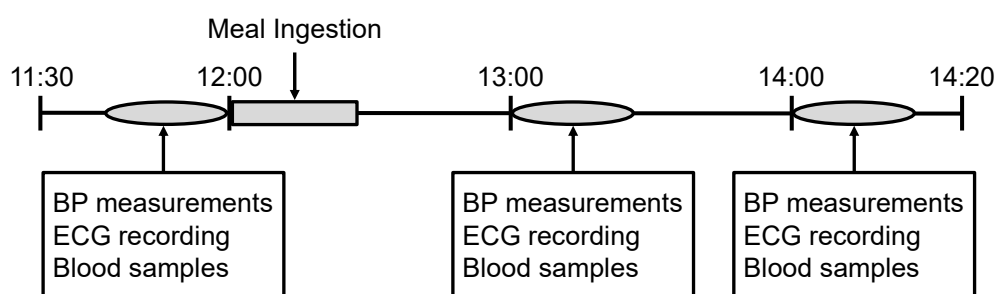 Meal Ingestion
11:30
12:00
13:00
14:00
14:20
BP measurements
ECG recording
Blood samples
BP measurements
ECG recording
Blood samples
BP measurements
ECG recording
Blood samples